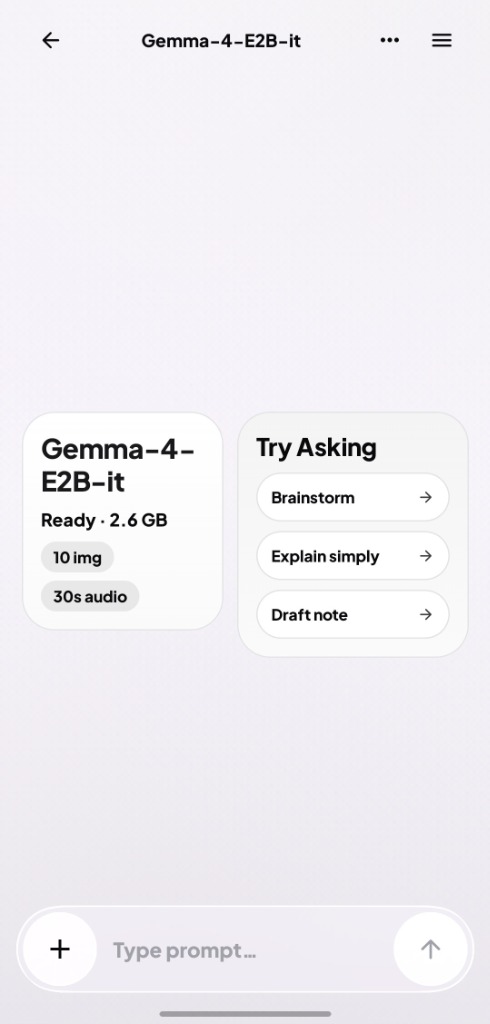 Gemma-4-E2B-it
Gemma-4-
E2B-it
Ready · 2.6 GB
10 img
30s audio
Try Asking
Brainstorm
Explain simply
Draft note
Type prompt…